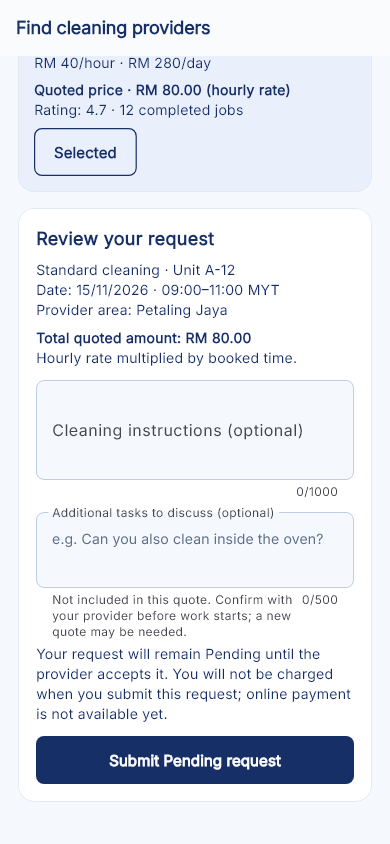 Find cleaning providers
RM 40/hour · RM 280/day
Quoted price · RM 80.00 (hourly rate)
Rating: 4.7 · 12 completed jobs
Selected
Review your request
Standard cleaning · Unit A-12
Date: 15/11/2026 · 09:00–11:00 MYT
Provider area: Petaling Jaya
Total quoted amount: RM 80.00
Hourly rate multiplied by booked time.
Cleaning instructions (optional)
0/1000
Additional tasks to discuss (optional)
e.g. Can you also clean inside the oven?
Not included in this quote. Confirm with 0/500
your provider before work starts; a new
quote may be needed.
Your request will remain Pending until the
provider accepts it. You will not be charged
when you submit this request; online payment
is not available yet.
Submit Pending request